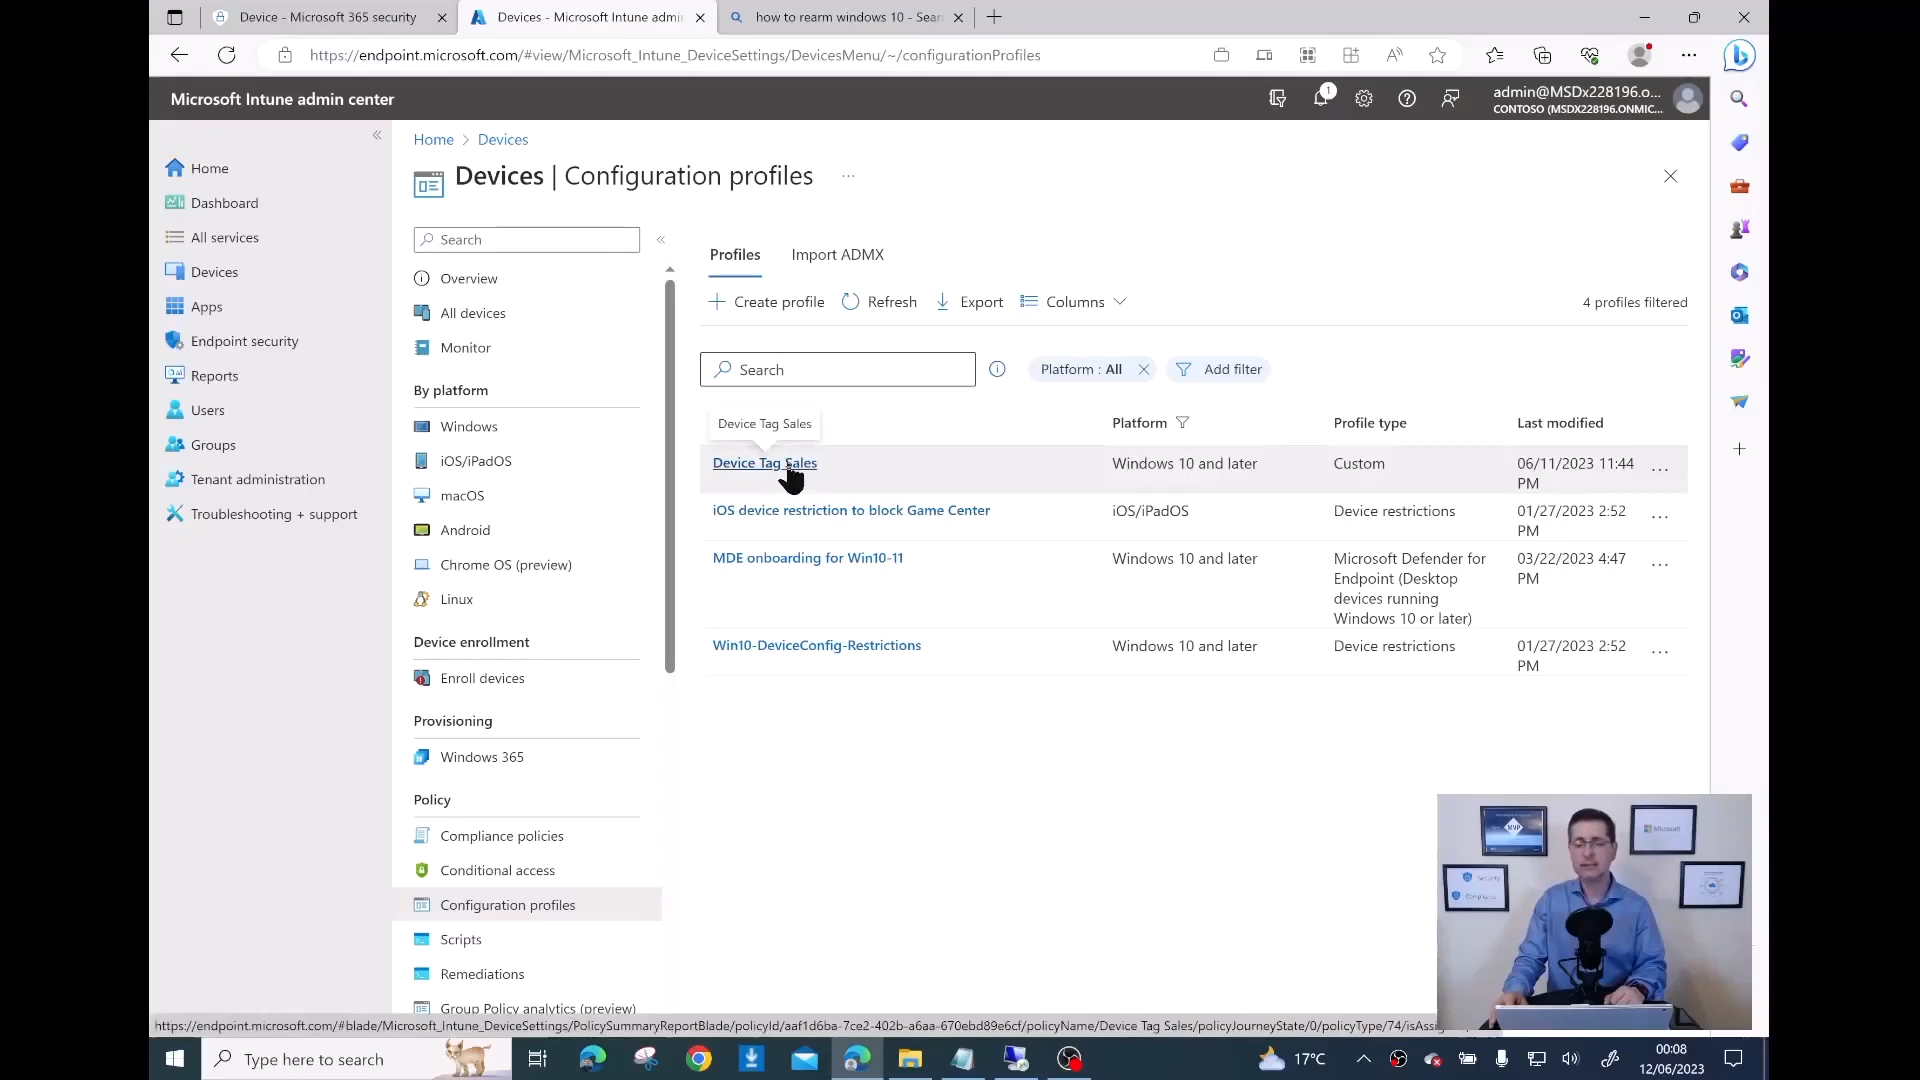 Device - Microsoft 365 security
Devices - Microsoft Intune admin
how to rearm windows 10 - Sear
https://endpoint.microsoft.com/#view/Microsoft_Intune_DeviceSettings/DevicesMenu/~/configurationProfiles
Microsoft Intune admin center
1
admin@MSDx228196.o...
CONTOSO (MSDX228196.ONMIC...
Home
Dashboard
All services
Devices
Apps
Endpoint security
Reports
Users
Groups
Tenant administration
Troubleshooting + support
Home > Devices
Devices | Configuration profiles ...
Search
Overview
All devices
Monitor
By platform
Windows
iOS/iPadOS
macOS
Android
Chrome OS (preview)
Linux
Device enrollment
Enroll devices
Provisioning
Windows 365
Policy
Compliance policies
Conditional access
Configuration profiles
Scripts
Remediations
Group Policy analytics (preview)
Profiles Import ADMX
Create profile Refresh Export Columns 4 profiles filtered
Search Platform : All Add filter
Device Tag Sales
Platform Profile type Last modified
Device Tag Sales Windows 10 and later Custom 06/11/2023 11:44 PM ...
iOS device restriction to block Game Center iOS/iPadOS Device restrictions 01/27/2023 2:52 PM ...
MDE onboarding for Win10-11 Windows 10 and later Microsoft Defender for Endpoint (Desktop devices running Windows 10 or later) 03/22/2023 4:47 PM ...
Win10-DeviceConfig-Restrictions Windows 10 and later Device restrictions 01/27/2023 2:52 PM ...
MVP
Microsoft
Security
Compliance
https://endpoint.microsoft.com/#blade/Microsoft_Intune_DeviceSettings/PolicySummaryReportBlade/policyId/aaf1d6ba-7ce2-402b-a6aa-670ebd89e6cf/policyName/Device Tag Sales/policyJourneyState/0/policyType/74/isAssig
Type here to search
17°C
00:08
12/06/2023